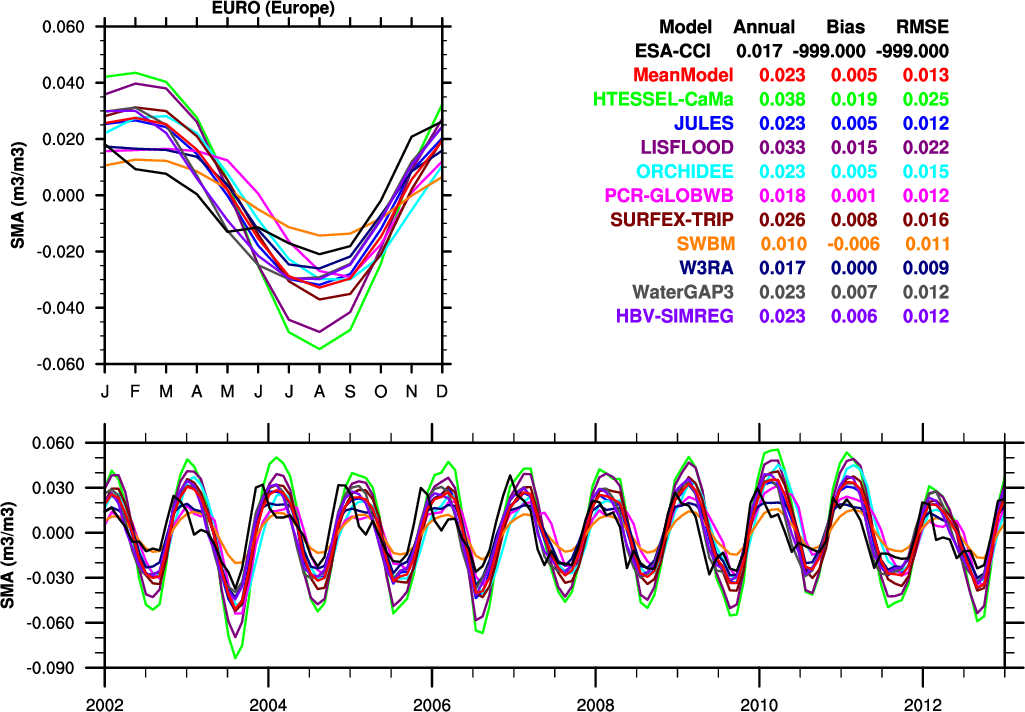 EURO (Europe)
0.060
0.040
0.020
0.000
-0.020
-0.040
-0.060
SMA (m3/m3)
J F M A M J J A S O N D
Model Annual Bias RMSE
ESA-CCI 0.017 -999.000 -999.000
MeanModel 0.023 0.005 0.013
HTESSEL-CaMa 0.038 0.019 0.025
JULES 0.023 0.005 0.012
LISFLOOD 0.033 0.015 0.022
ORCHIDEE 0.023 0.005 0.015
PCR-GLOBWB 0.018 0.001 0.012
SURFEX-TRIP 0.026 0.008 0.016
SWBM 0.010 -0.006 0.011
W3RA 0.017 0.000 0.009
WaterGAP3 0.023 0.007 0.012
HBV-SIMREG 0.023 0.006 0.012
0.060
0.030
0.000
-0.030
-0.060
-0.090
SMA (m3/m3)
2002 2004 2006 2008 2010 2012